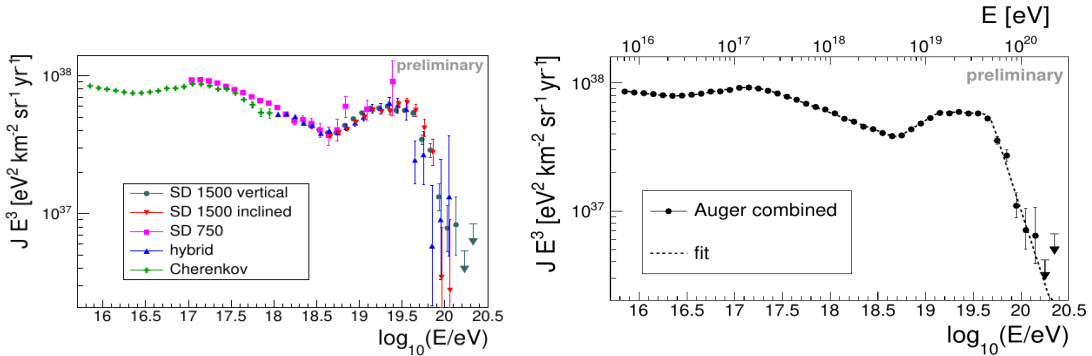 preliminary
10^38
10^37
J E^3 [eV^2 km^-2 sr^-1 yr^-1]
SD 1500 vertical
SD 1500 inclined
SD 750
hybrid
Cherenkov
16 16.5 17 17.5 18 18.5 19 19.5 20 20.5
log_10(E/eV)
E [eV]
10^16 10^17 10^18 10^19 10^20
preliminary
10^38
10^37
J E^3 [eV^2 km^-2 sr^-1 yr^-1]
Auger combined
fit
16 16.5 17 17.5 18 18.5 19 19.5 20 20.5
log_10(E/eV)